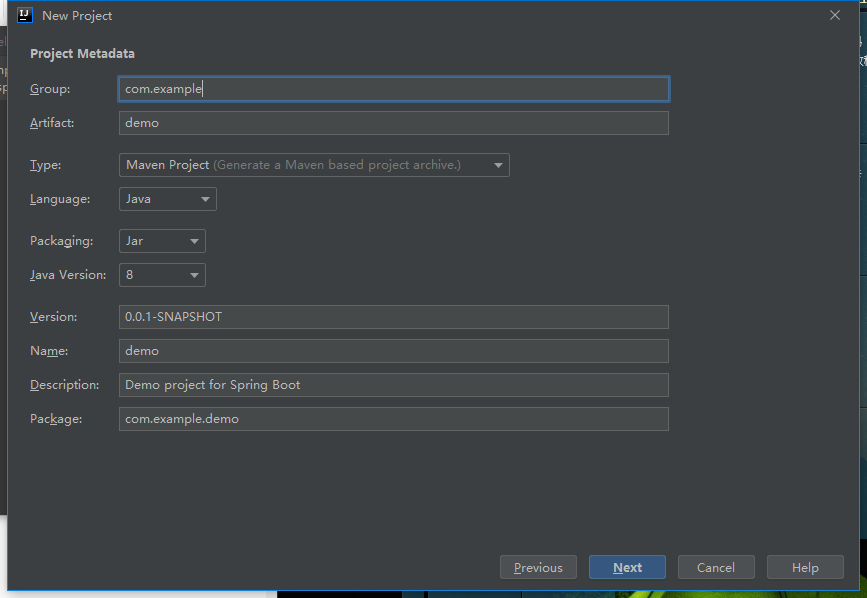 IJ New Project
Project Metadata
Group: com.example
Artifact: demo
Type: Maven Project (Generate a Maven based project archive.)
Language: Java
Packaging: Jar
Java Version: 8
Version: 0.0.1-SNAPSHOT
Name: demo
Description: Demo project for Spring Boot
Package: com.example.demo
Previous Next Cancel Help